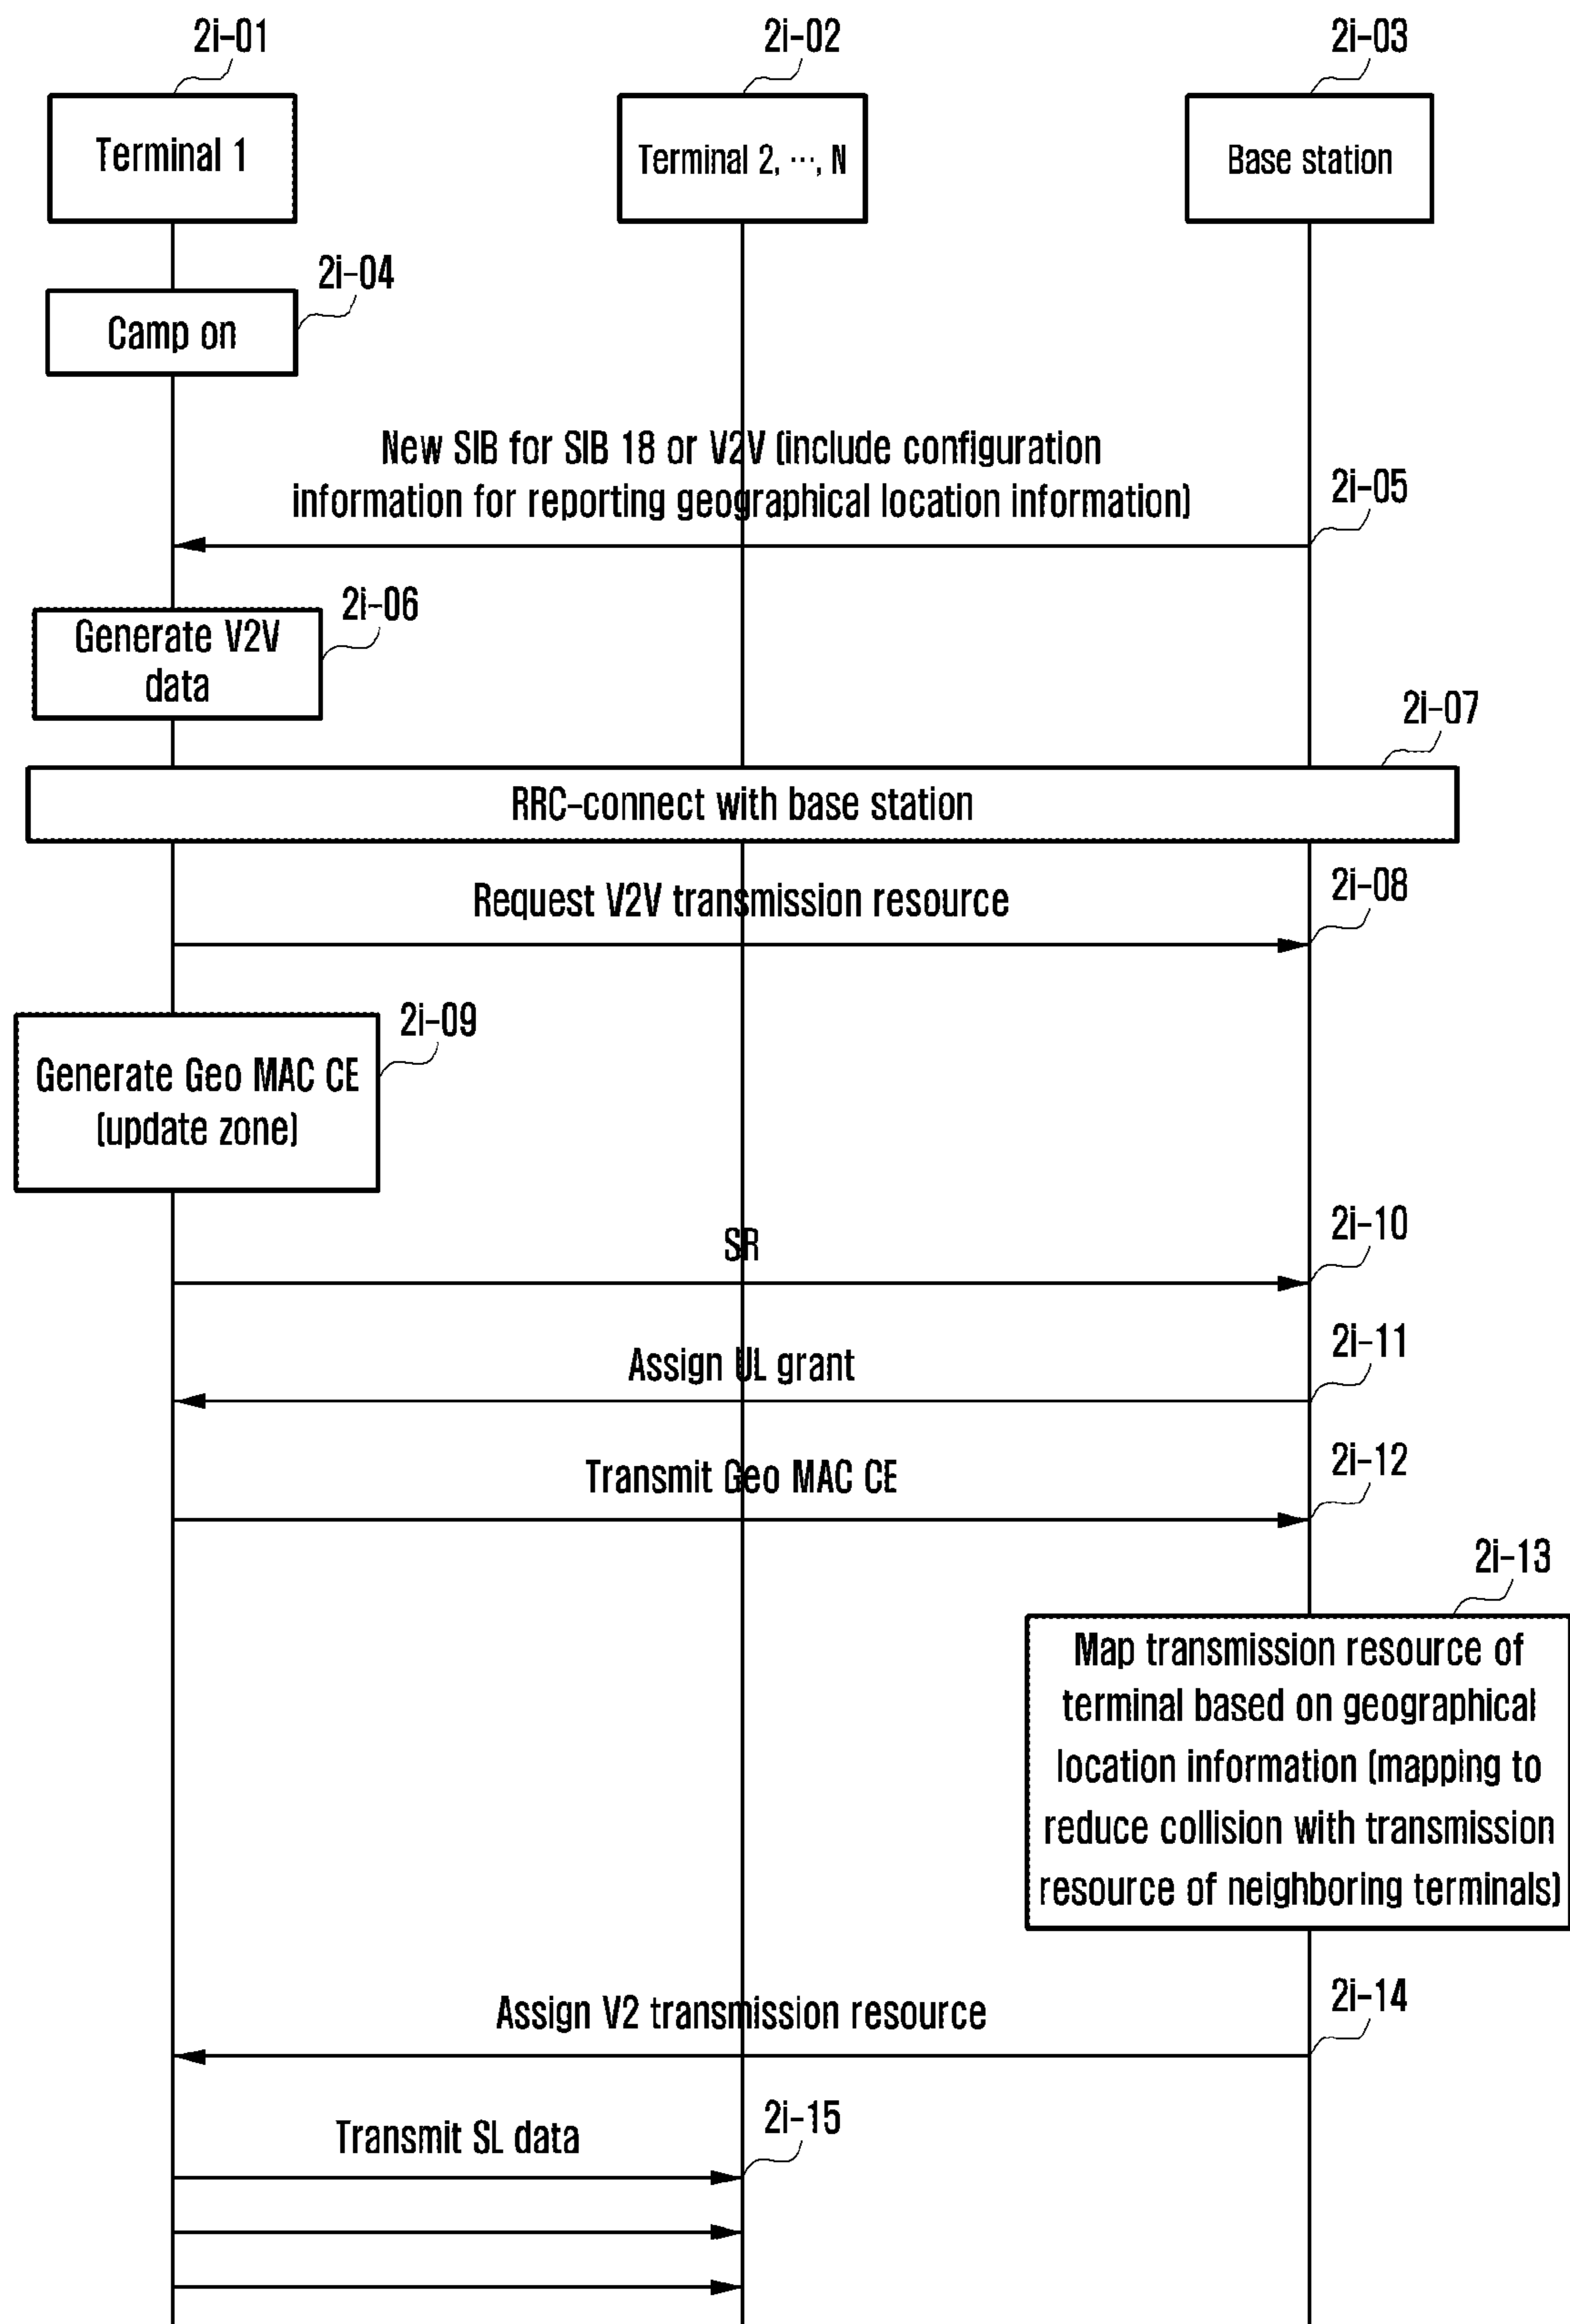 2i-01
2i-02
2i-03
Terminal 1
Terminal 2, ···, N
Base station
2i-04
Camp on
New SIB for SIB 18 or V2V (include configuration
information for reporting geographical location information)
2i-05
2i-06
Generate V2V
data
2i-07
RRC-connect with base station
Request V2V transmission resource
2i-08
2i-09
Generate Geo MAC CE
(update zone)
SR
2i-10
Assign UL grant
2i-11
Transmit Geo MAC CE
2i-12
2i-13
Map transmission resource of
terminal based on geographical
location information (mapping to
reduce collision with transmission
resource of neighboring terminals)
Assign V2 transmission resource
2i-14
Transmit SL data
2i-15